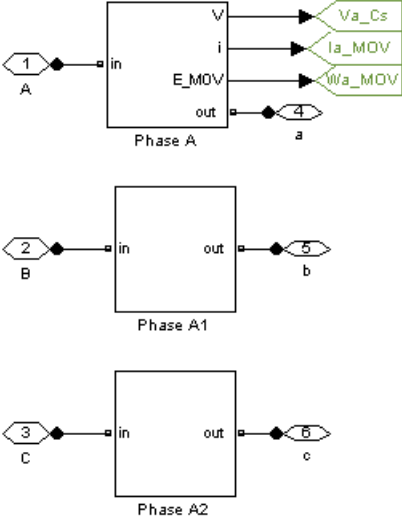 V
Va_Cs
1
in
i
Ia_MOV
A
E_MOV
Wa_MOV
out
4
a
Phase A
2
in
out
5
B
b
Phase A1
3
in
out
6
C
c
Phase A2